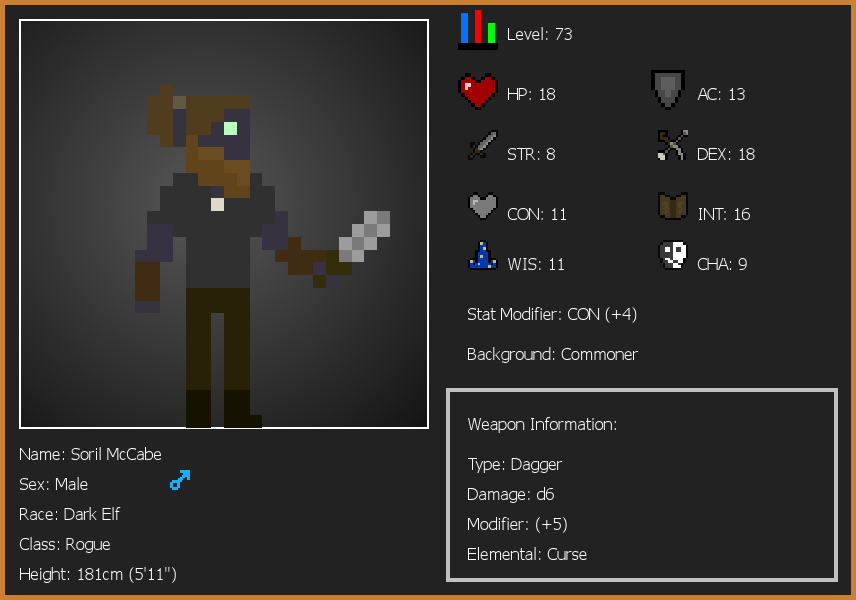 Level: 73
HP: 18
AC: 13
STR: 8
DEX: 18
CON: 11
INT: 16
WIS: 11
CHA: 9
Stat Modifier: CON (+4)
Background: Commoner
Weapon Information:
Type: Dagger
Damage: d6
Modifier: (+5)
Elemental: Curse
Name: Soril McCabe
Sex: Male
Race: Dark Elf
Class: Rogue
Height: 181cm (5'11")